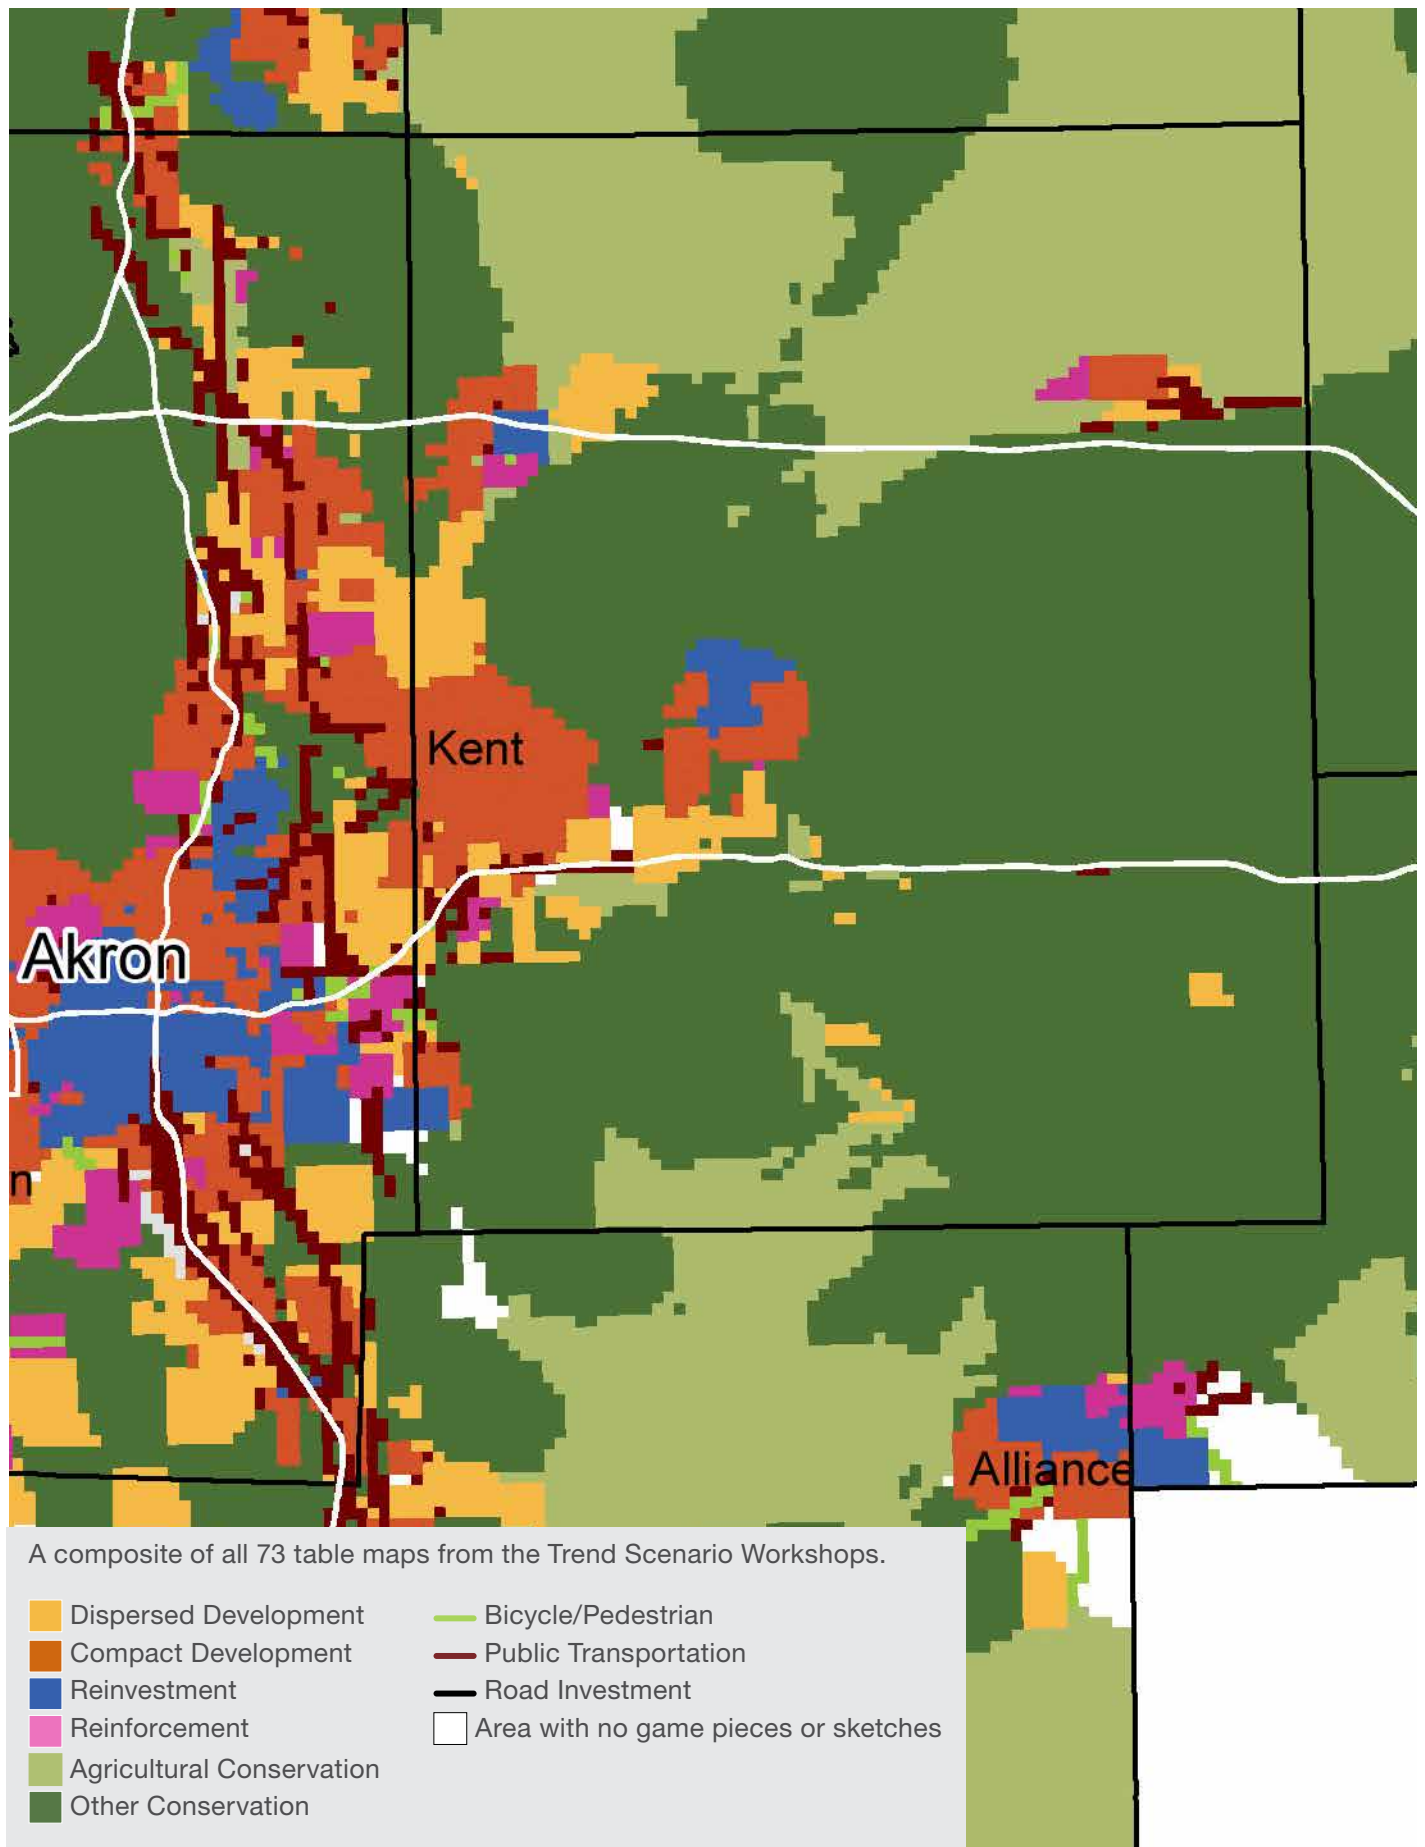 Kent
Akron
n
Alliance
A composite of all 73 table maps from the Trend Scenario Workshops.
Dispersed Development
Compact Development
Reinvestment
Reinforcement
Agricultural Conservation
Other Conservation
Bicycle/Pedestrian
Public Transportation
Road Investment
Area with no game pieces or sketches